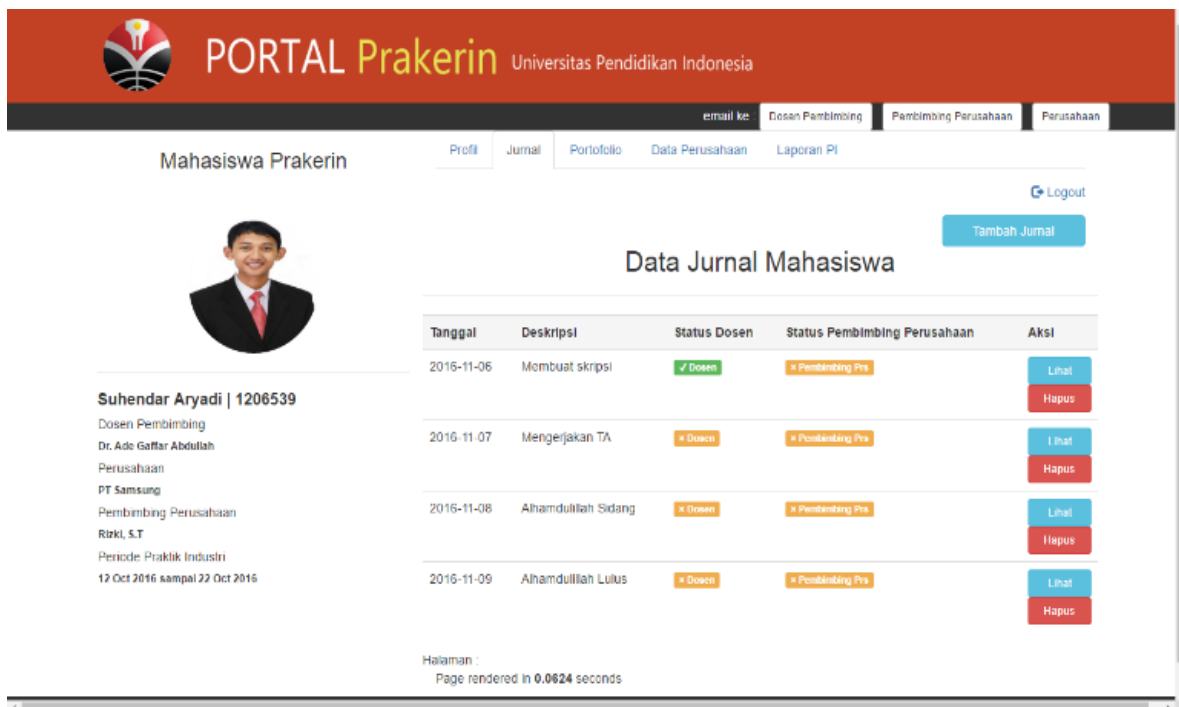 PORTAL Prakerin Universitas Pendidikan Indonesia
email ke Dosen Pembimbing Pembimbing Perusahaan Perusahaan
Mahasiswa Prakerin
Profil Jurnal Portofolio Data Perusahaan Laporan PI
Logout
Tambah Jurnal
Data Jurnal Mahasiswa
Suhendar Aryadi | 1206539
Dosen Pembimbing
Dr. Ade Gaffar Abdullah
Perusahaan
PT Samsung
Pembimbing Perusahaan
Rizki, S.T
Periode Praktik Industri
12 Oct 2016 sampai 22 Oct 2016
Tanggal Deskripsi Status Dosen Status Pembimbing Perusahaan Aksi
2016-11-06 Membuat skripsi ✓ Dosen × Pembimbing Prs Lihat
Hapus
2016-11-07 Mengerjakan TA × Dosen × Pembimbing Prs Lihat
Hapus
2016-11-08 Alhamdulillah Sidang × Dosen × Pembimbing Prs Lihat
Hapus
2016-11-09 Alhamdulillah Lulus × Dosen × Pembimbing Prs Lihat
Hapus
Halaman :
Page rendered in 0.0624 seconds